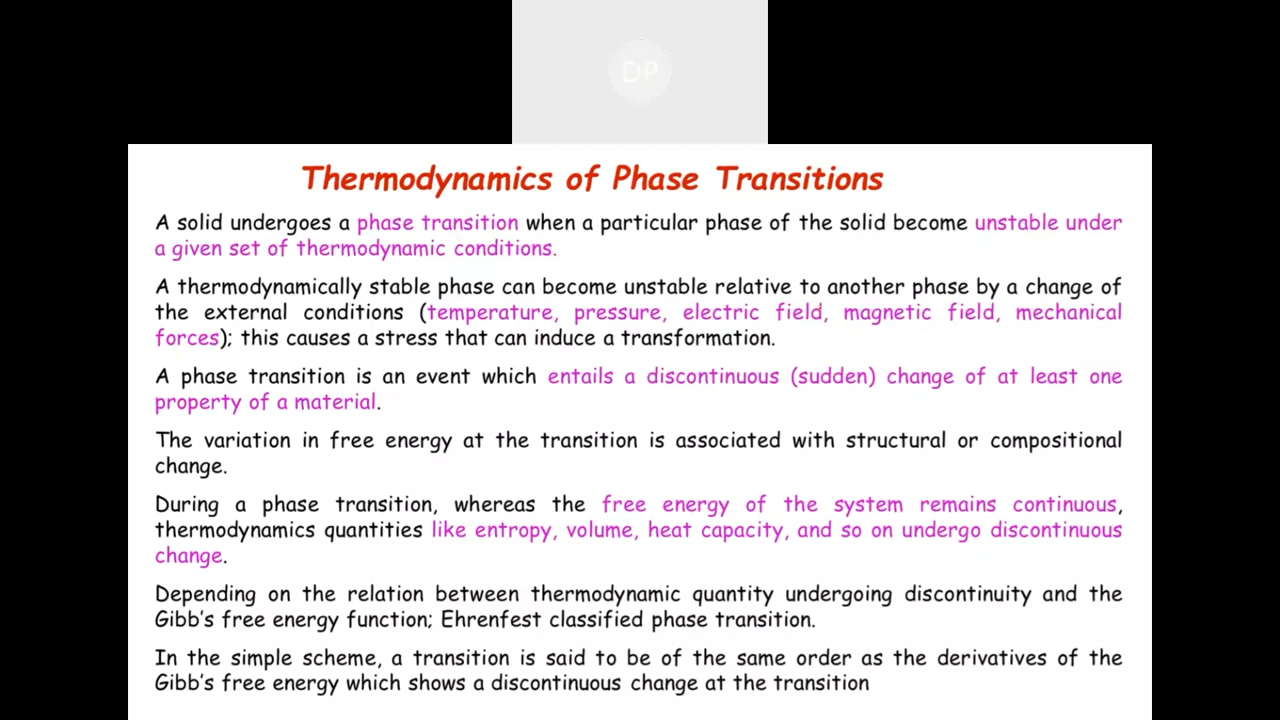 DP
Thermodynamics of Phase Transitions
A solid undergoes a phase transition when a particular phase of the solid become unstable under
a given set of thermodynamic conditions.
A thermodynamically stable phase can become unstable relative to another phase by a change of
the external conditions (temperature, pressure, electric field, magnetic field, mechanical
forces); this causes a stress that can induce a transformation.
A phase transition is an event which entails a discontinuous (sudden) change of at least one
property of a material.
The variation in free energy at the transition is associated with structural or compositional
change.
During a phase transition, whereas the free energy of the system remains continuous,
thermodynamics quantities like entropy, volume, heat capacity, and so on undergo discontinuous
change.
Depending on the relation between thermodynamic quantity undergoing discontinuity and the
Gibb's free energy function; Ehrenfest classified phase transition.
In the simple scheme, a transition is said to be of the same order as the derivatives of the
Gibb's free energy which shows a discontinuous change at the transition